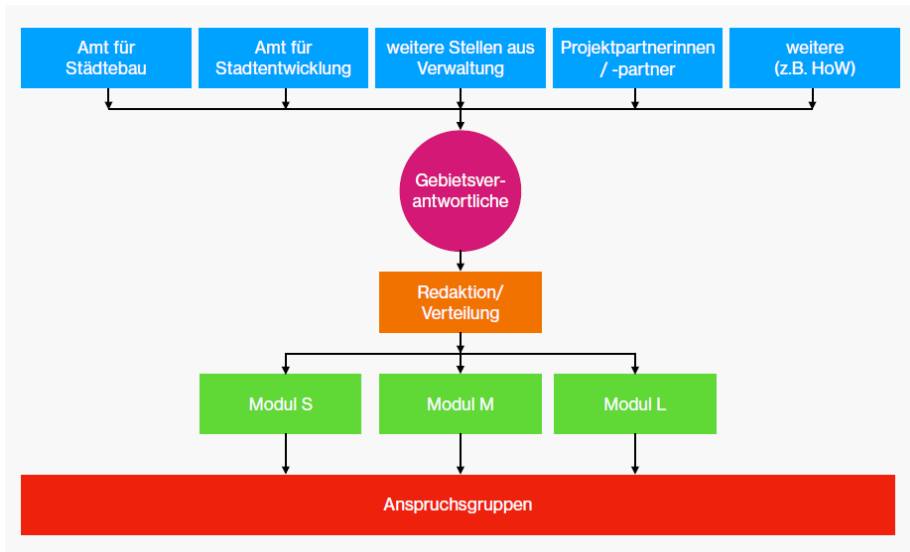 Amt für
Städtebau
Amt für
Stadtentwicklung
weitere Stellen aus
Verwaltung
Projektpartnerinnen
/ -partner
weitere
(z.B. HoW)
Gebietsver-
antwortliche
Redaktion/
Verteilung
Modul S
Modul M
Modul L
Anspruchsgruppen